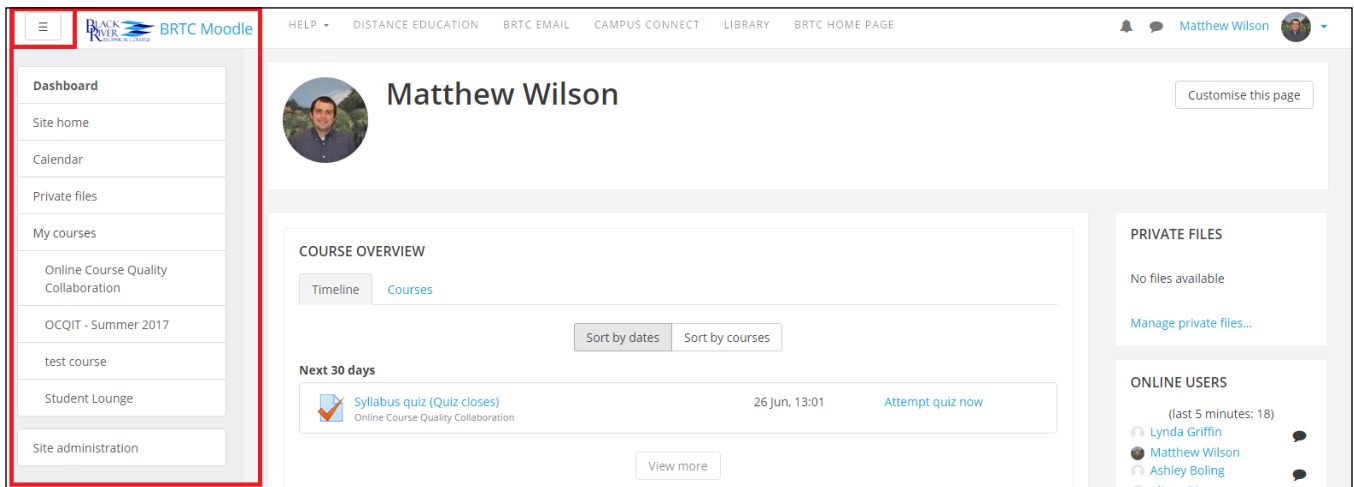 ☰
BLACK RIVER TECHNICAL COLLEGE
BRTC Moodle
HELP
DISTANCE EDUCATION
BRTC EMAIL
CAMPUS CONNECT
LIBRARY
BRTC HOME PAGE
Matthew Wilson
Dashboard
Site home
Calendar
Private files
My courses
Online Course Quality
Collaboration
OCQIT - Summer 2017
test course
Student Lounge
Site administration
Matthew Wilson
Customise this page
COURSE OVERVIEW
Timeline
Courses
Sort by dates
Sort by courses
Next 30 days
Syllabus quiz (Quiz closes)
Online Course Quality Collaboration
26 Jun, 13:01
Attempt quiz now
View more
PRIVATE FILES
No files available
Manage private files...
ONLINE USERS
(last 5 minutes: 18)
Lynda Griffin
Matthew Wilson
Ashley Boling